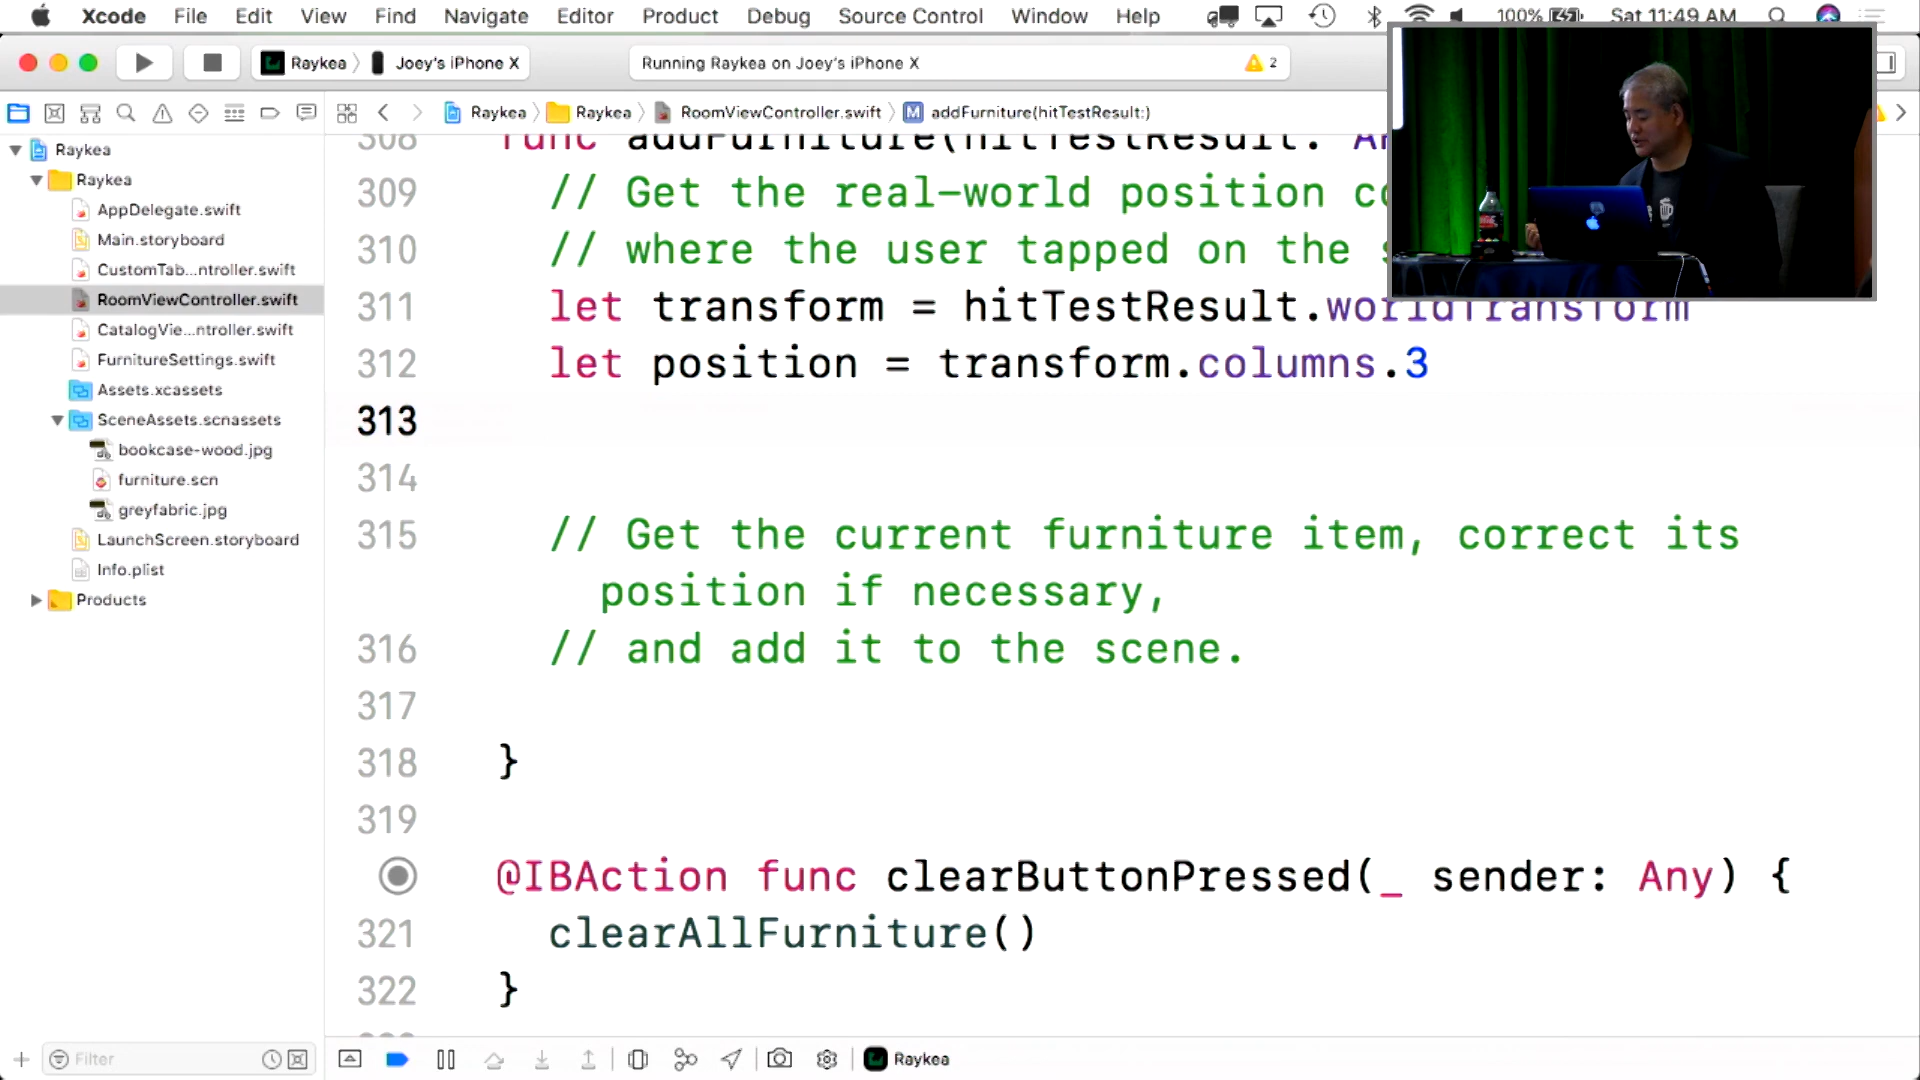 Xcode File Edit View Find Navigate Editor Product Debug Source Control Window Help 100% Sat 11:49 AM
Raykea Joey's iPhone X Running Raykea on Joey's iPhone X 2
Raykea Raykea RoomViewController.swift M addFurniture(hitTestResult:)
Raykea
Raykea
AppDelegate.swift
Main.storyboard
CustomTab...ntroller.swift
RoomViewController.swift
CatalogVie...ntroller.swift
FurnitureSettings.swift
Assets.xcassets
SceneAssets.scnassets
bookcase-wood.jpg
furniture.scn
greyfabric.jpg
LaunchScreen.storyboard
Info.plist
Products
Filter
308 func addFurniture(hitTestResult:
309 // Get the real-world position
310 // where the user tapped on the
311 let transform = hitTestResult.worldTransform
312 let position = transform.columns.3
313
314
315 // Get the current furniture item, correct its
position if necessary,
316 // and add it to the scene.
317
318 }
319
@IBAction func clearButtonPressed(_ sender: Any) {
321 clearAllFurniture()
322 }
Raykea